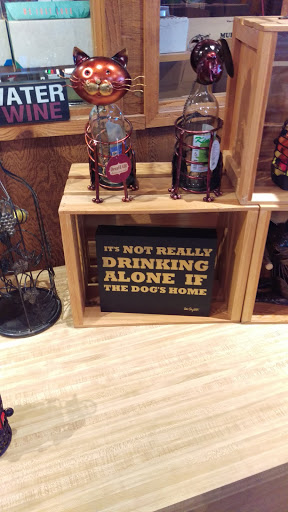 WATER
WINE
IT'S NOT REALLY
DRINKING
ALONE IF
THE DOG'S HOME